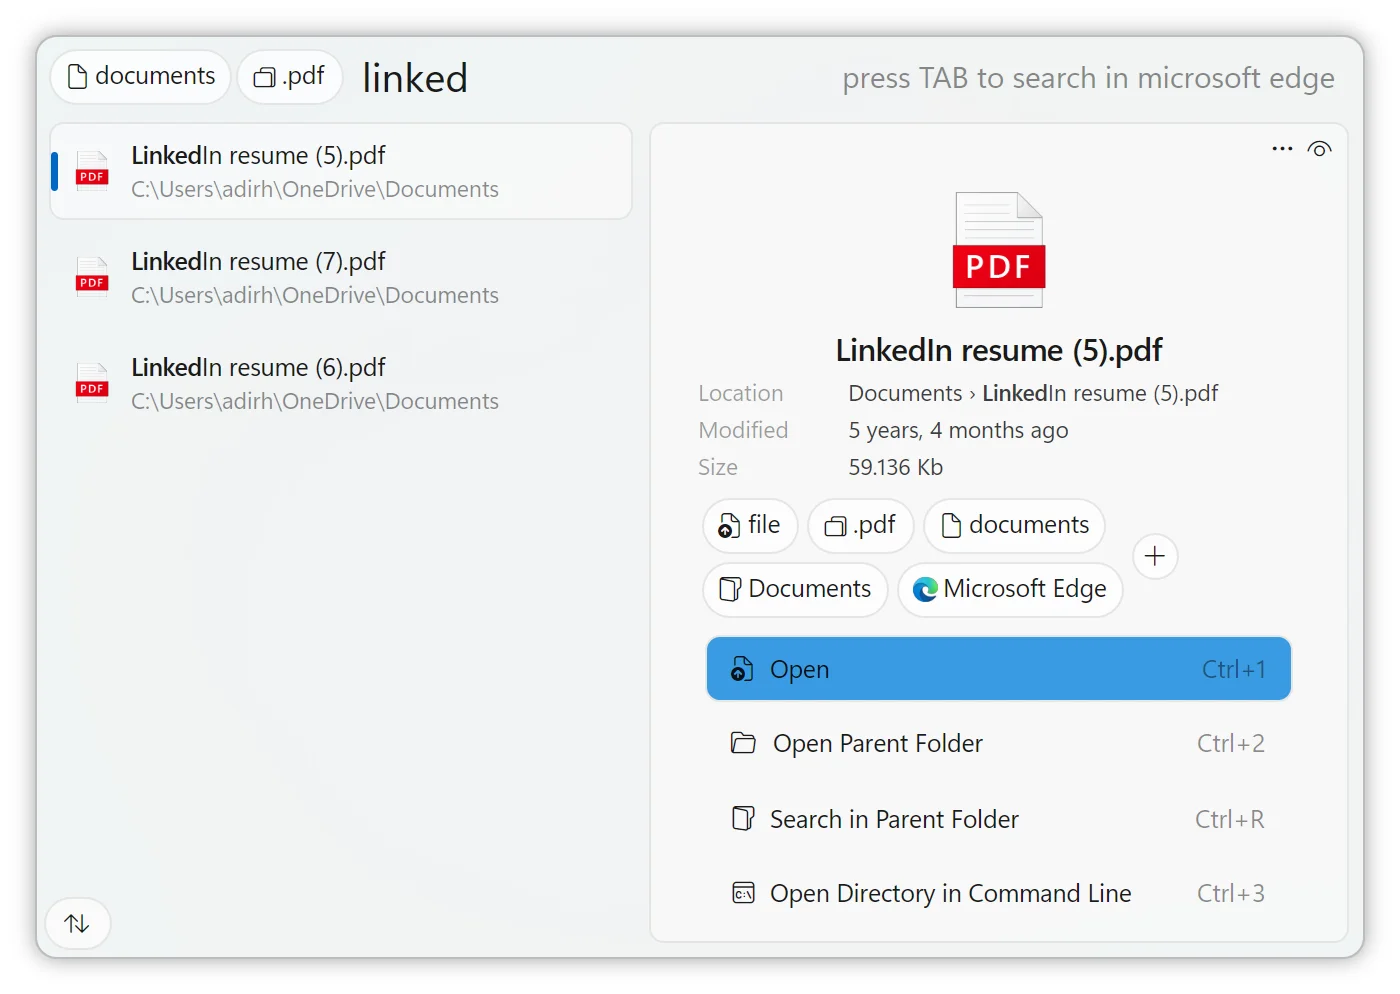 documents .pdf linked press TAB to search in microsoft edge
LinkedIn resume (5).pdf
C:\Users\adirh\OneDrive\Documents
LinkedIn resume (7).pdf
C:\Users\adirh\OneDrive\Documents
LinkedIn resume (6).pdf
C:\Users\adirh\OneDrive\Documents
PDF
PDF
PDF
PDF
LinkedIn resume (5).pdf
Location Documents › LinkedIn resume (5).pdf
Modified 5 years, 4 months ago
Size 59.136 Kb
file .pdf documents
Documents Microsoft Edge
Open Ctrl+1
Open Parent Folder Ctrl+2
Search in Parent Folder Ctrl+R
C:\ Open Directory in Command Line Ctrl+3